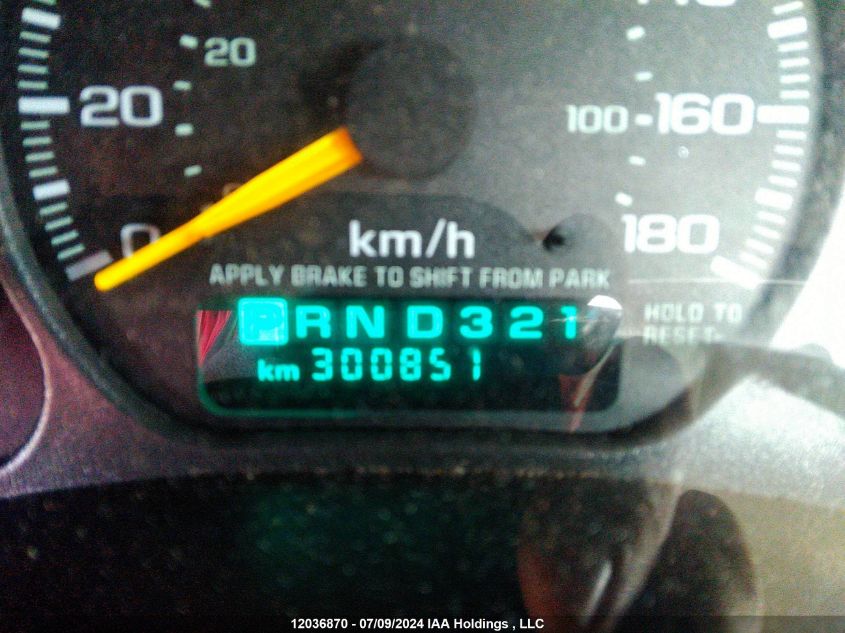 20
20
100 160
0
km/h 180
APPLY BRAKE TO SHIFT FROM PARK
P R N D 3 2 1
HOLD TO
RESET
km 300851
12036870 - 07/09/2024 IAA Holdings , LLC